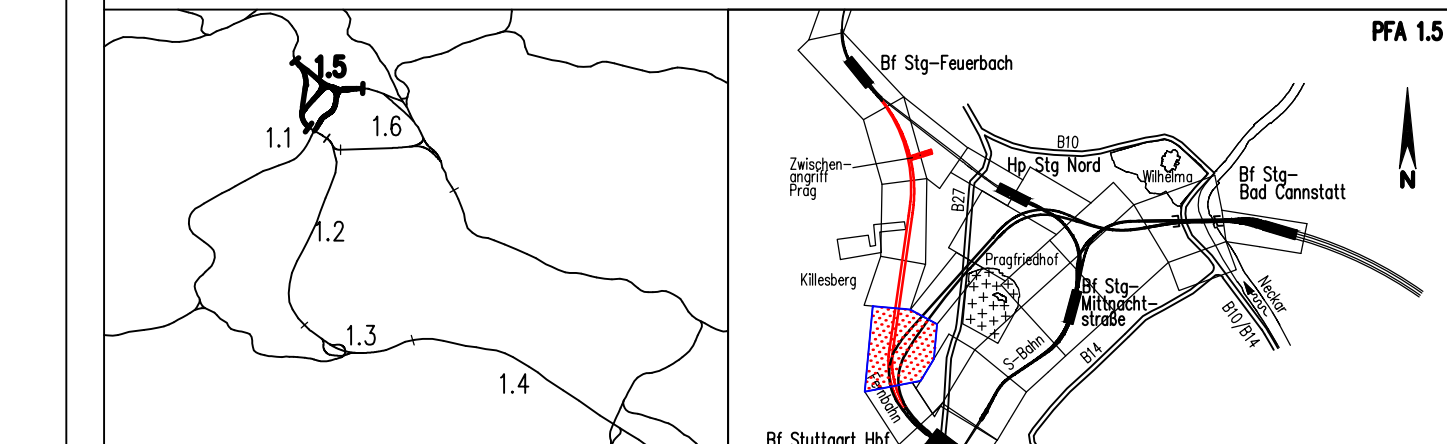 1.5
1.1
1.6
1.2
1.3
1.4
PFA 1.5
Bf Stg-Feuerbach
Zwischen-
angriff
Prag
B10
Hp Stg Nord
Wilhelma
Bf Stg-
Bad Cannstatt
B27
N
Killesberg
Pragfriedhof
Bf Stg-
Mittnacht-
straße
Neckar
B10/B14
S-Bahn
B14
Fernbahn
Bf Stuttgart Hbf